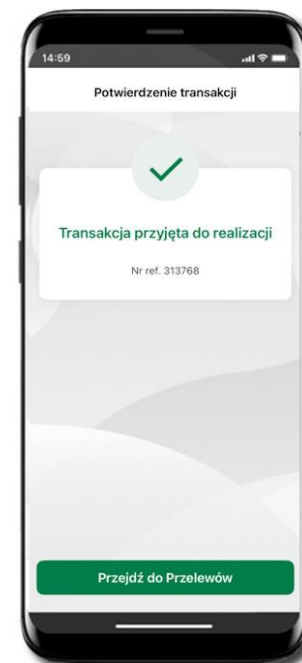 14:59
Potwierdzenie transakcji
Transakcja przyjęta do realizacji
Nr ref. 313768
Przejdź do Przelewów